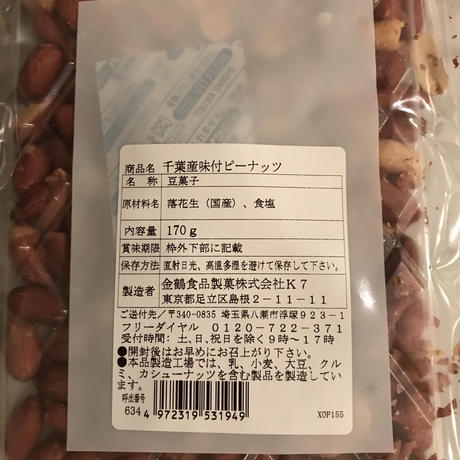 商品名 千葉産味付ピーナッツ
名 称 豆菓子
原材料名 落花生(国産)、食塩
内容量 170g
賞味期限 枠外下部に記載
保存方法 直射日光、高温多湿を避けて保存して下さい。
製造者 金鶴食品製菓株式会社K7
東京都足立区島根2-11-11
ご送付先/〒340-0835 埼玉県八潮市浮塚923-1
フリーダイヤル 0120-722-371
受付時間:土、日、祝日を除く9時~17時
●開封後はお早めにお召上がり下さい。
●本品製造工場では、乳、小麦、大豆、クル
ミ、カシューナッツを含む製品を製造してい
ます。
呼出番号
634
4 972319 531949
X0P155